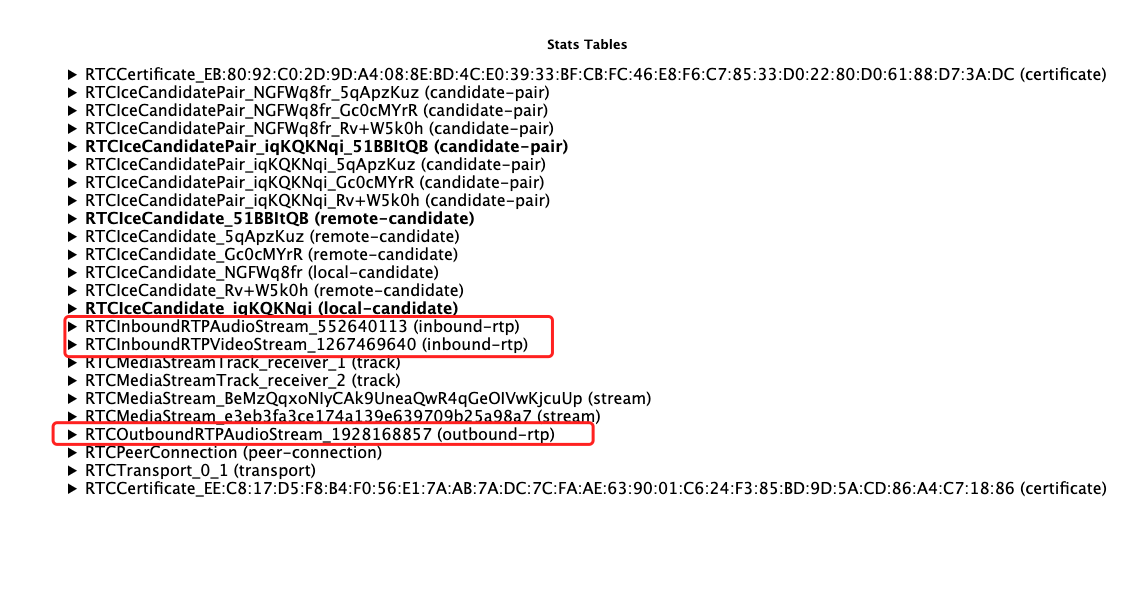 Stats Tables
▶ RTCCertificate_EB:80:92:C0:2D:9D:A4:08:8E:BD:4C:E0:39:33:BF:CB:FC:46:E8:F6:C7:85:33:D0:22:80:D0:61:88:D7:3A:DC (certificate)
▶ RTCIceCandidatePair_NGFWq8fr_5qApzKuz (candidate-pair)
▶ RTCIceCandidatePair_NGFWq8fr_Gc0cMYrR (candidate-pair)
▶ RTCIceCandidatePair_NGFWq8fr_Rv+W5k0h (candidate-pair)
▶ RTCIceCandidatePair_iqKQKNqi_51BBItQB (candidate-pair)
▶ RTCIceCandidatePair_iqKQKNqi_5qApzKuz (candidate-pair)
▶ RTCIceCandidatePair_iqKQKNqi_Gc0cMYrR (candidate-pair)
▶ RTCIceCandidatePair_iqKQKNqi_Rv+W5k0h (candidate-pair)
▶ RTCIceCandidate_51BBItQB (remote-candidate)
▶ RTCIceCandidate_5qApzKuz (remote-candidate)
▶ RTCIceCandidate_Gc0cMYrR (remote-candidate)
▶ RTCIceCandidate_NGFWq8fr (local-candidate)
▶ RTCIceCandidate_Rv+W5k0h (remote-candidate)
▶ RTCIceCandidate_iqKQKNqi (local-candidate)
▶ RTCInboundRTPAudioStream_552640113 (inbound-rtp)
▶ RTCInboundRTPVideoStream_1267469640 (inbound-rtp)
▶ RTCMediaStreamTrack_receiver_1 (track)
▶ RTCMediaStreamTrack_receiver_2 (track)
▶ RTCMediaStream_BeMzQqxoNlyCAk9UneaQwR4qGeOIVwKjcuUp (stream)
▶ RTCMediaStream_e3eb3fa3ce174a139e639709b25a98a7 (stream)
▶ RTCOutboundRTPAudioStream_1928168857 (outbound-rtp)
▶ RTCPeerConnection (peer-connection)
▶ RTCTransport_0_1 (transport)
▶ RTCCertificate_EE:C8:17:D5:F8:B4:F0:56:E1:7A:AB:7A:DC:7C:FA:AE:63:90:01:C6:24:F3:85:BD:9D:5A:CD:86:A4:C7:18:86 (certificate)